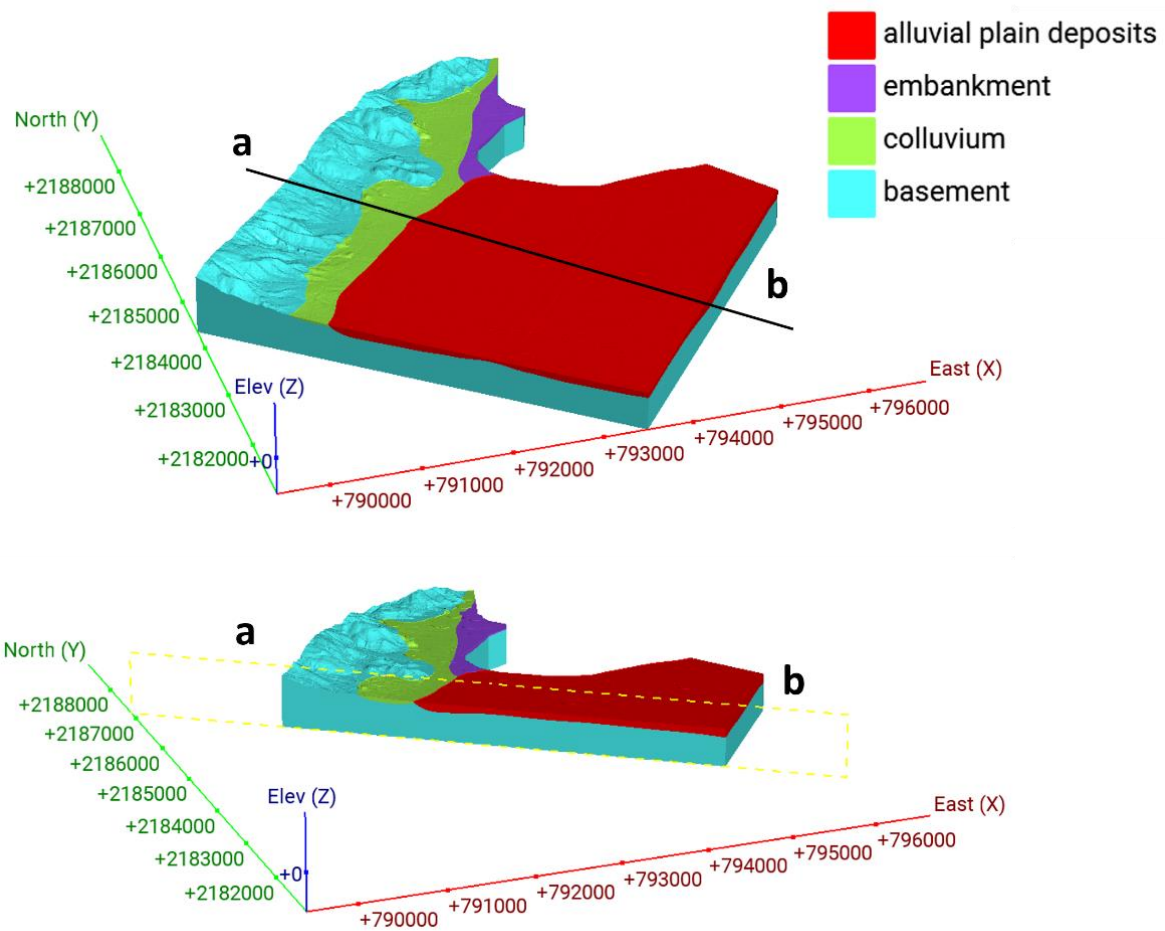 alluvial plain deposits
embankment
colluvium
basement
North (Y)
a
+2188000
+2187000
+2186000
+2185000
+2184000
+2183000
+2182000
b
Elev (Z)
+0
East (X)
+790000
+791000
+792000
+793000
+794000
+795000
+796000
a
North (Y)
b
+2188000
+2187000
+2186000
+2185000
+2184000
+2183000
+2182000
Elev (Z)
+0
East (X)
+790000
+791000
+792000
+793000
+794000
+795000
+796000